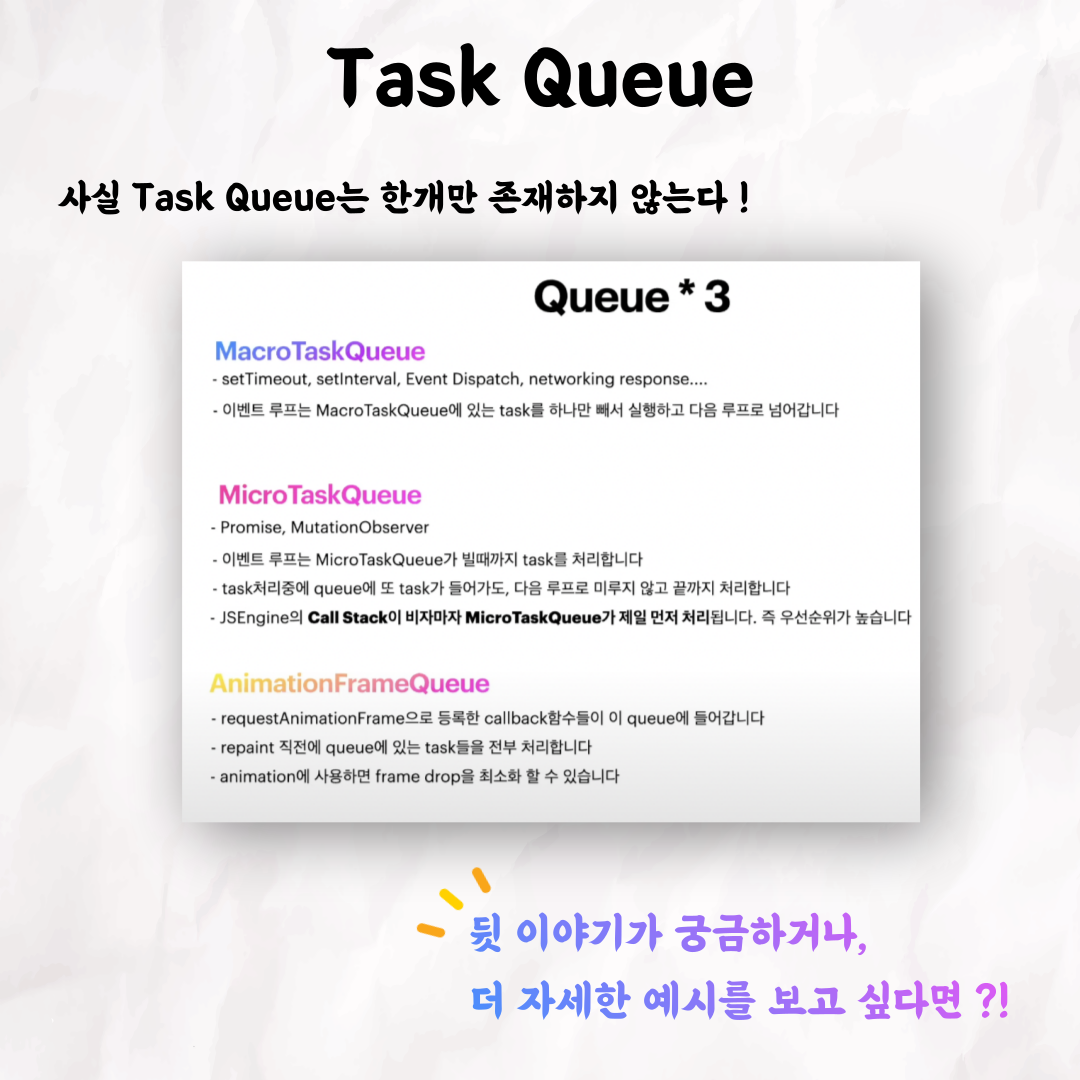 Task Queue
사실 Task Queue는 한개만 존재하지 않는다 !
Queue * 3
MacroTaskQueue
- setTimeout, setInterval, Event Dispatch, networking response....
- 이벤트 루프는 MacroTaskQueue에 있는 task를 하나만 빼서 실행하고 다음 루프로 넘어갑니다
MicroTaskQueue
- Promise, MutationObserver
- 이벤트 루프는 MicroTaskQueue가 빌때까지 task를 처리합니다
- task처리중에 queue에 또 task가 들어가도, 다음 루프로 미루지 않고 끝까지 처리합니다
- JSEngine의 Call Stack이 비자마자 MicroTaskQueue가 제일 먼저 처리됩니다. 즉 우선순위가 높습니다
AnimationFrameQueue
- requestAnimationFrame으로 등록한 callback함수들이 이 queue에 들어갑니다
- repaint 직전에 queue에 있는 task들을 전부 처리합니다
- animation에 사용하면 frame drop을 최소화 할 수 있습니다
뒷 이야기가 궁금하거나,
더 자세한 예시를 보고 싶다면 ?!